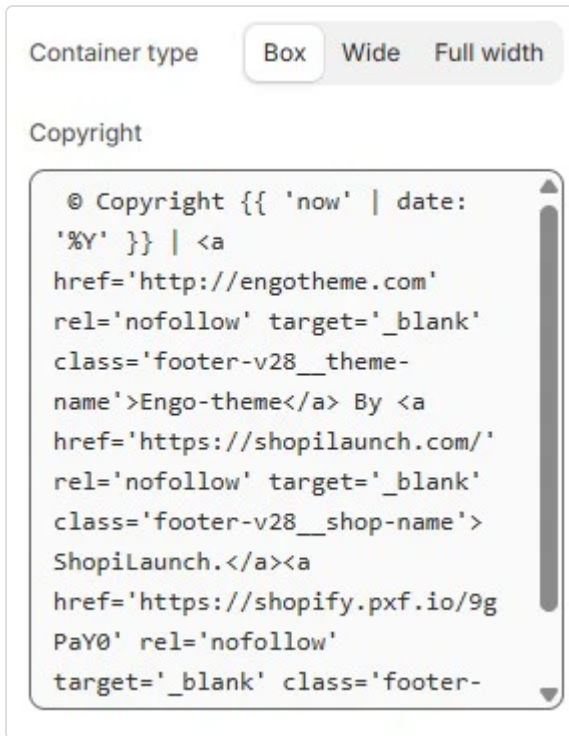 Container type Box Wide Full width
Copyright
© Copyright {{ 'now' | date:
'%Y' }} | <a
href='http://engotheme.com'
rel='nofollow' target='_blank'
class='footer-v28__theme-
name'>Engo-theme</a> By <a
href='https://shopilaunch.com/'
rel='nofollow' target='_blank'
class='footer-v28__shop-name'>
ShopiLaunch.</a><a
href='https://shopify.pxf.io/9g
PaY0' rel='nofollow'
target='_blank' class='footer-